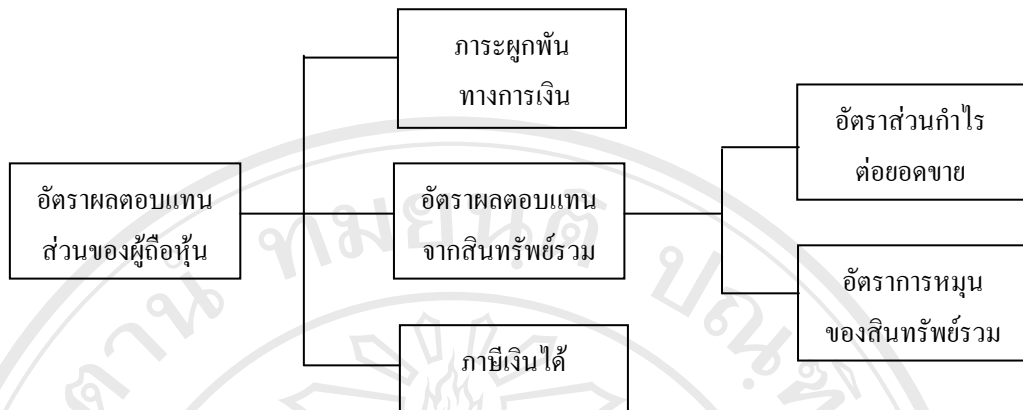 ภาระผูกพัน
ทางการเงิน
อัตราส่วนกำไร
ต่อยอดขาย
อัตราผลตอบแทน
ส่วนของผู้ถือหุ้น
อัตราผลตอบแทน
จากสินทรัพย์รวม
อัตราการหมุน
ของสินทรัพย์รวม
ภาษีเงินได้